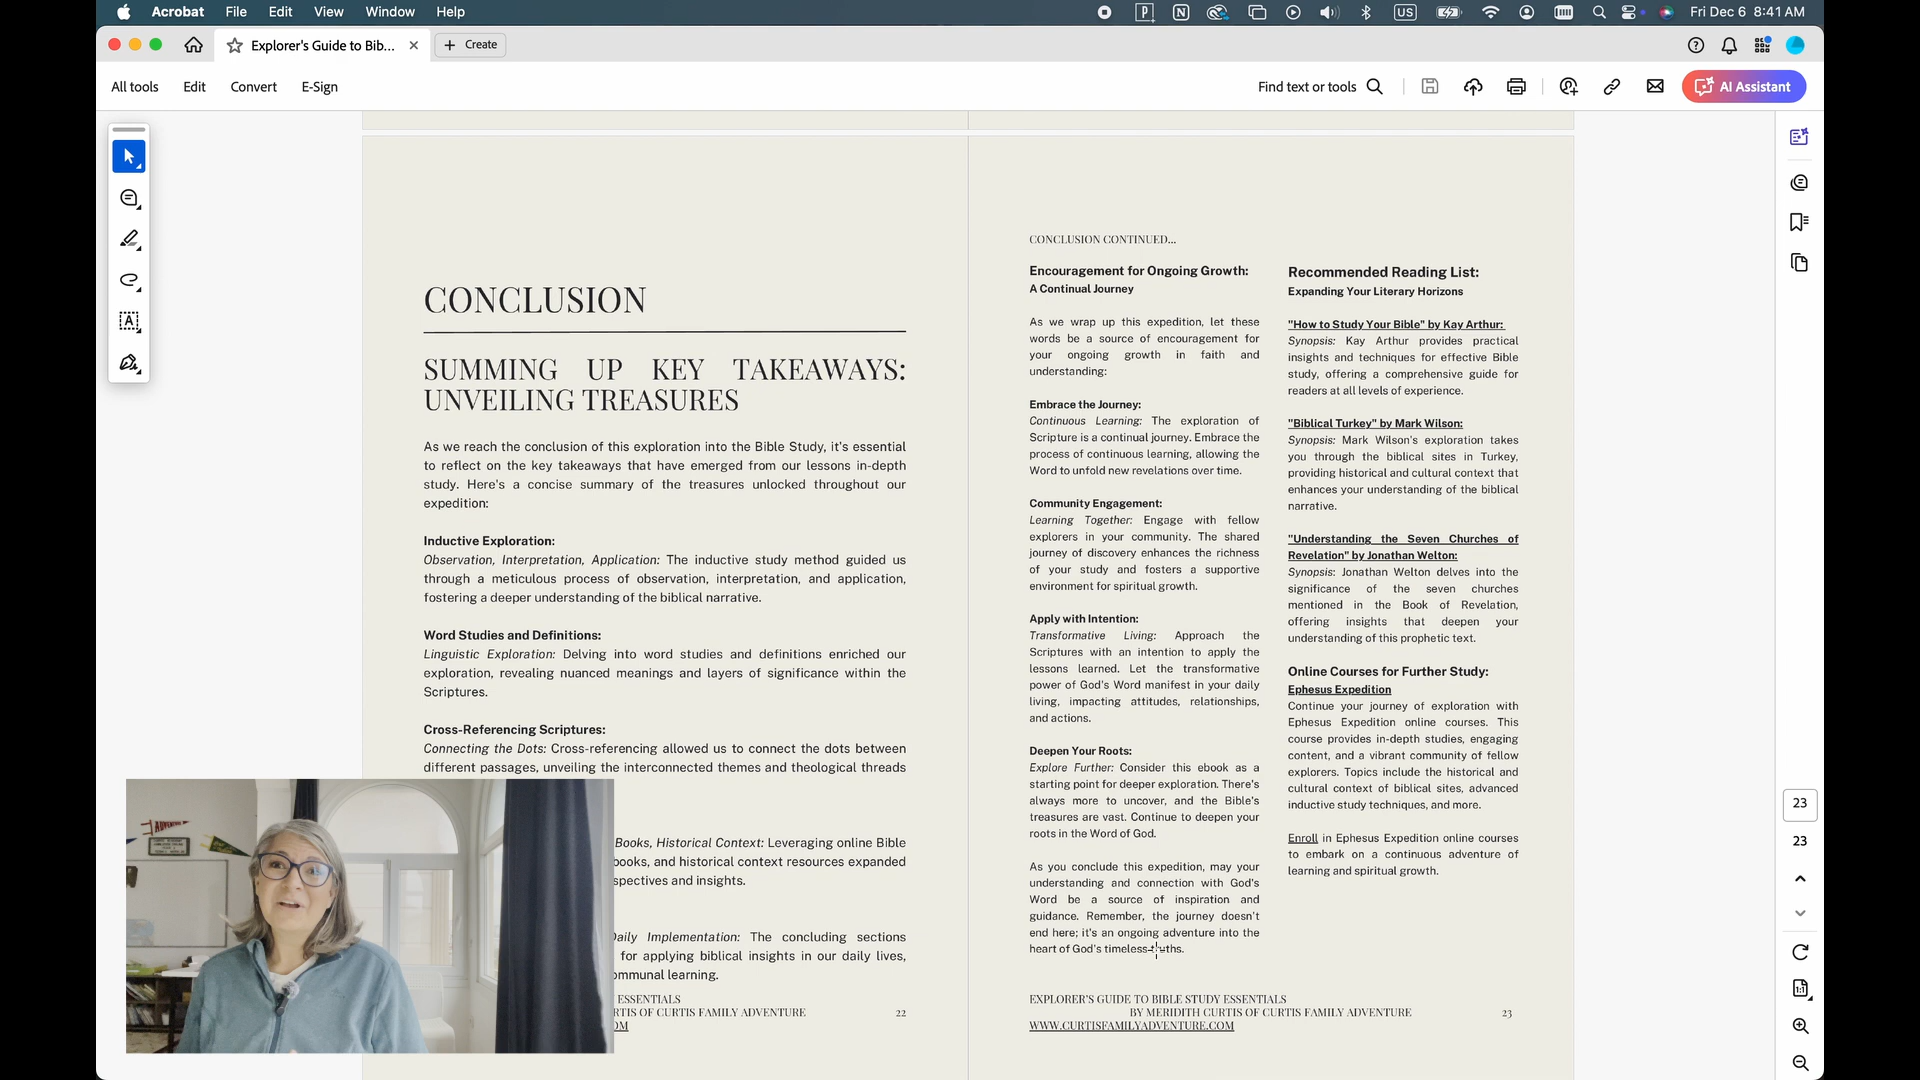 Acrobat File Edit View Window Help
US
Fri Dec 6 8:41 AM
Explorer's Guide to Bib...
Create
All tools Edit Convert E-Sign
Find text or tools
AI Assistant
CONCLUSION
SUMMING UP KEY TAKEAWAYS:
UNVEILING TREASURES
As we reach the conclusion of this exploration into the Bible Study, it's essential
to reflect on the key takeaways that have emerged from our lessons in-depth
study. Here's a concise summary of the treasures unlocked throughout our
expedition:
Inductive Exploration:
Observation, Interpretation, Application: The inductive study method guided us
through a meticulous process of observation, interpretation, and application,
fostering a deeper understanding of the biblical narrative.
Word Studies and Definitions:
Linguistic Exploration: Delving into word studies and definitions enriched our
exploration, revealing nuanced meanings and layers of significance within the
Scriptures.
Cross-Referencing Scriptures:
Connecting the Dots: Cross-referencing allowed us to connect the dots between
different passages, unveiling the interconnected themes and theological threads
Books, Historical Context: Leveraging online Bible
books, and historical context resources expanded
spectives and insights.
Daily Implementation: The concluding sections
for applying biblical insights in our daily lives,
ommunal learning.
ESSENTIALS
RTIS OF CURTIS FAMILY ADVENTURE
22
OM
CONCLUSION CONTINUED...
Encouragement for Ongoing Growth:
A Continual Journey
As we wrap up this expedition, let these
words be a source of encouragement for
your ongoing growth in faith and
understanding:
Embrace the Journey:
Continuous Learning: The exploration of
Scripture is a continual journey. Embrace the
process of continuous learning, allowing the
Word to unfold new revelations over time.
Community Engagement:
Learning Together: Engage with fellow
explorers in your community. The shared
journey of discovery enhances the richness
of your study and fosters a supportive
environment for spiritual growth.
Apply with Intention:
Transformative Living: Approach the
Scriptures with an intention to apply the
lessons learned. Let the transformative
power of God's Word manifest in your daily
living, impacting attitudes, relationships,
and actions.
Deepen Your Roots:
Explore Further: Consider this ebook as a
starting point for deeper exploration. There's
always more to uncover, and the Bible's
treasures are vast. Continue to deepen your
roots in the Word of God.
As you conclude this expedition, may your
understanding and connection with God's
Word be a source of inspiration and
guidance. Remember, the journey doesn't
end here; it's an ongoing adventure into the
heart of God's timeless truths.
Recommended Reading List:
Expanding Your Literary Horizons
"How to Study Your Bible" by Kay Arthur:
Synopsis: Kay Arthur provides practical
insights and techniques for effective Bible
study, offering a comprehensive guide for
readers at all levels of experience.
"Biblical Turkey" by Mark Wilson:
Synopsis: Mark Wilson's exploration takes
you through the biblical sites in Turkey,
providing historical and cultural context that
enhances your understanding of the biblical
narrative.
"Understanding the Seven Churches of
Revelation" by Jonathan Welton:
Synopsis: Jonathan Welton delves into the
significance of the seven churches
mentioned in the Book of Revelation,
offering insights that deepen your
understanding of this prophetic text.
Online Courses for Further Study:
Ephesus Expedition
Continue your journey of exploration with
Ephesus Expedition online courses. This
course provides in-depth studies, engaging
content, and a vibrant community of fellow
explorers. Topics include the historical and
cultural context of biblical sites, advanced
inductive study techniques, and more.
Enroll in Ephesus Expedition online courses
to embark on a continuous adventure of
learning and spiritual growth.
EXPLORER'S GUIDE TO BIBLE STUDY ESSENTIALS
BY MERIDITH CURTIS OF CURTIS FAMILY ADVENTURE
23
WWW.CURTISFAMILYADVENTURE.COM
23
23